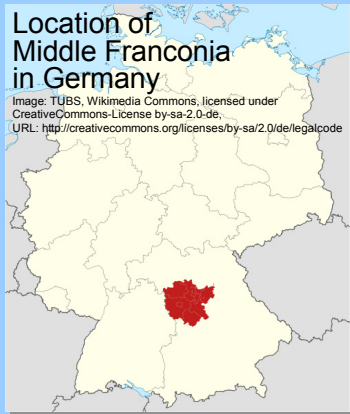 Location of
Middle Franconia
in Germany
Image: TUBS, Wikimedia Commons, licensed under
CreativeCommons-License by-sa-2.0-de,
URL: http://creativecommons.org/licenses/by-sa/2.0/de/legalcode